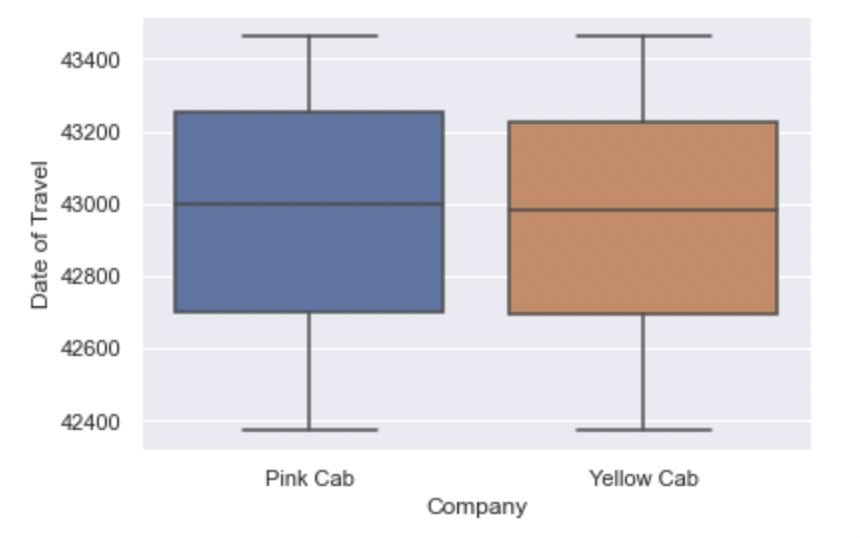 Date of Travel
43400
43200
43000
42800
42600
42400
Pink Cab
Yellow Cab
Company